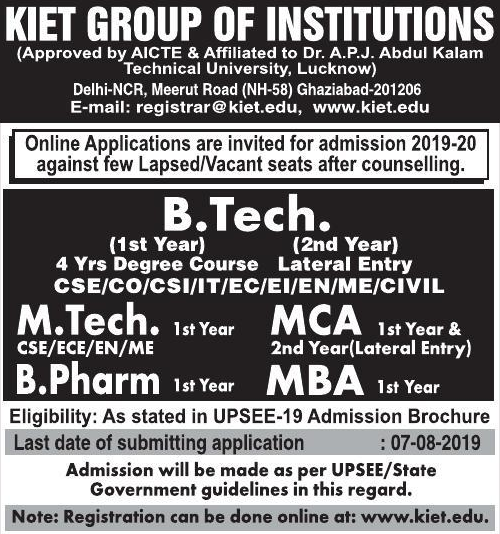 KIET GROUP OF INSTITUTIONS
(Approved by AICTE & Affiliated to Dr. A.P.J. Abdul Kalam
Technical University, Lucknow)
Delhi-NCR, Meerut Road (NH-58) Ghaziabad-201206
E-mail: registrar@kiet.edu, www.kiet.edu
Online Applications are invited for admission 2019-20
against few Lapsed/Vacant seats after counselling.
B.Tech.
(1st Year) (2nd Year)
4 Yrs Degree Course Lateral Entry
CSE/CO/CSI/IT/EC/EI/EN/ME/CIVIL
M.Tech. 1st Year MCA 1st Year &
CSE/ECE/EN/ME 2nd Year(Lateral Entry)
B.Pharm 1st Year MBA 1st Year
Eligibility: As stated in UPSEE-19 Admission Brochure
Last date of submitting application : 07-08-2019
Admission will be made as per UPSEE/State
Government guidelines in this regard.
Note: Registration can be done online at: www.kiet.edu.